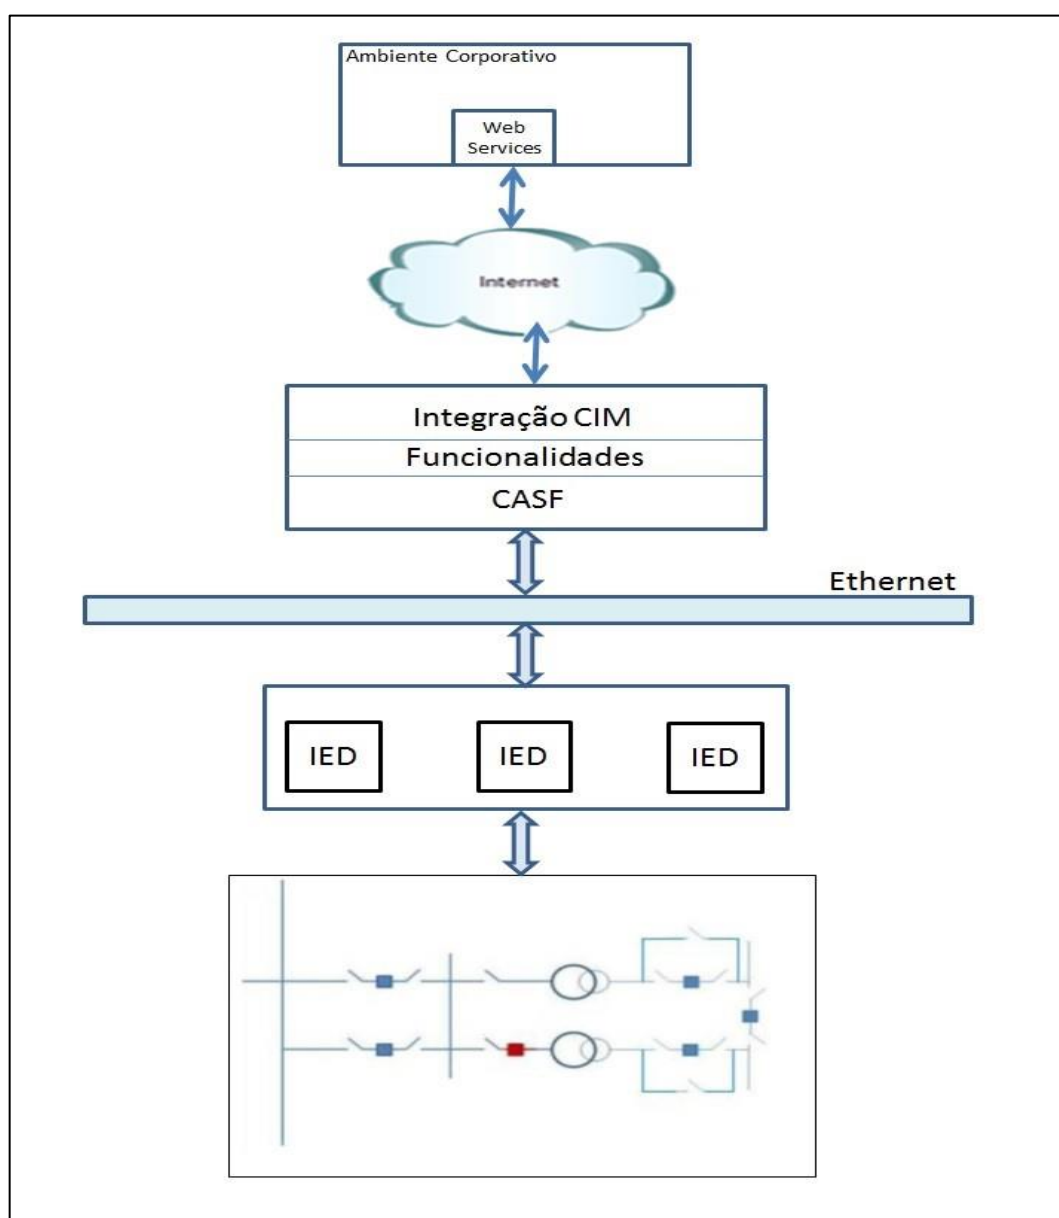 Ambiente Corporativo
Web
Services
Internet
Integração CIM
Funcionalidades
CASF
Ethernet
IED
IED
IED